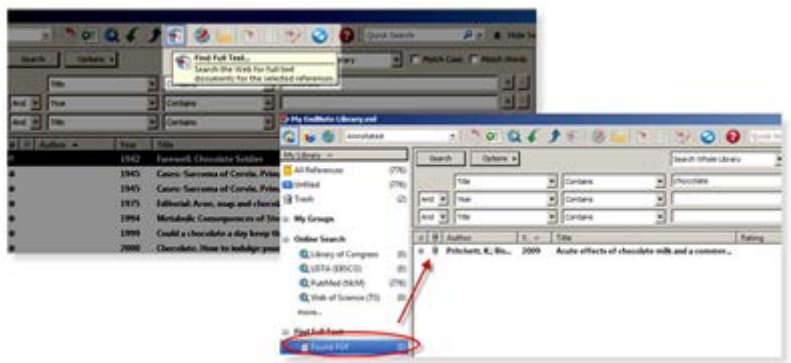 Quick Search
Find Full Text...
Search the Web for full text
documents for the selected references
Search Options Match Case Match Words
Title Contains
And Year Contains
And Title Contains
Author Year Title
1942 Farewell Chocolate Soldier
1945
1945
1975
1994 Metabolic Consequences of
1999 Could a chocolate a day keep
2000 Chocolate: How to indulge your
My EndNote Library.enl
Annotated
My Library
All References (776)
Unfiled (776)
Trash (2)
My Groups
Online Search
Library of Congress (0)
LISTA (EBSCO) (0)
PubMed (NLM) (776)
Web of Science (TS) (0)
more...
Find Full Text
Found PDF
Search Options Search Whole Library
Title Contains chocolate
And Year Contains
And Title Contains
Author Title Rating
Pritchett, K; Bis... 2009 Acute effects of chocolate milk and a commer...